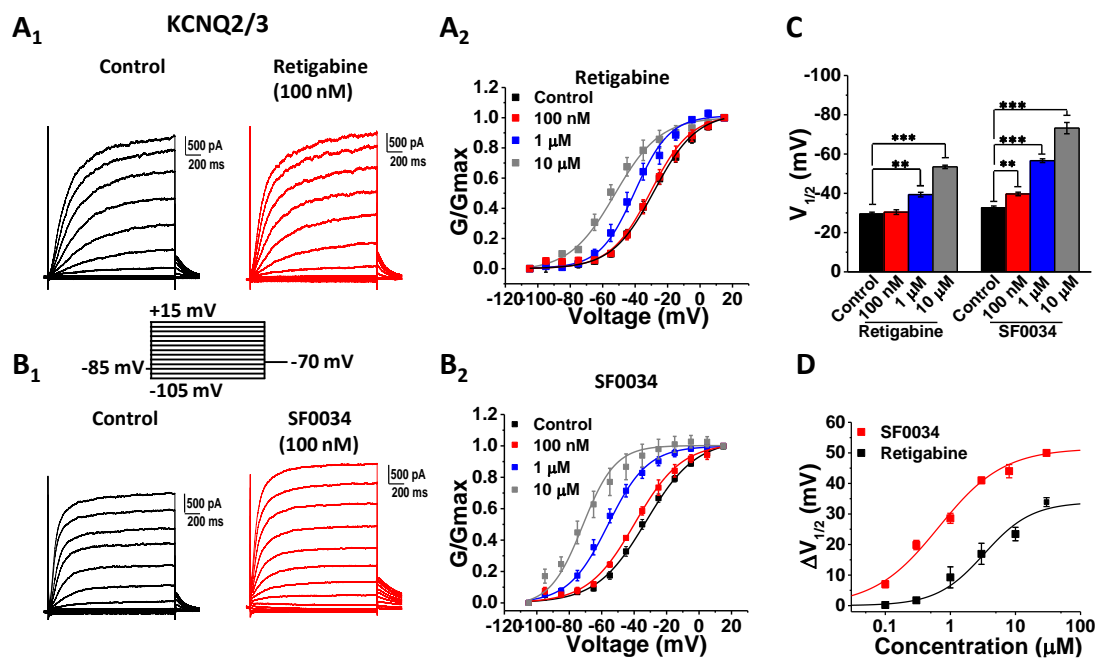 A1
KCNQ2/3
Control
Retigabine
(100 nM)
500 pA
200 ms
500 pA
200 ms
+15 mV
-85 mV
-70 mV
-105 mV
A2
Retigabine
Control
100 nM
1 µM
10 µM
G/Gmax
1.2
1.0
0.8
0.6
0.4
0.2
0.0
-120 -100 -80 -60 -40 -20 0 20
Voltage (mV)
B1
Control
SF0034
(100 nM)
500 pA
200 ms
500 pA
200 ms
B2
SF0034
Control
100 nM
1 µM
10 µM
G/Gmax
1.2
1.0
0.8
0.6
0.4
0.2
0.0
-120 -100 -80 -60 -40 -20 0 20
Voltage (mV)
C
V1/2 (mV)
-100
-80
-60
-40
-20
0
***
**
***
***
**
Control 100 nM 1 µM 10 µM
Control 100 nM 1 µM 10 µM
Retigabine
SF0034
D
SF0034
Retigabine
ΔV1/2 (mV)
60
50
40
30
20
10
0
0.1 1 10 100
Concentration (µM)